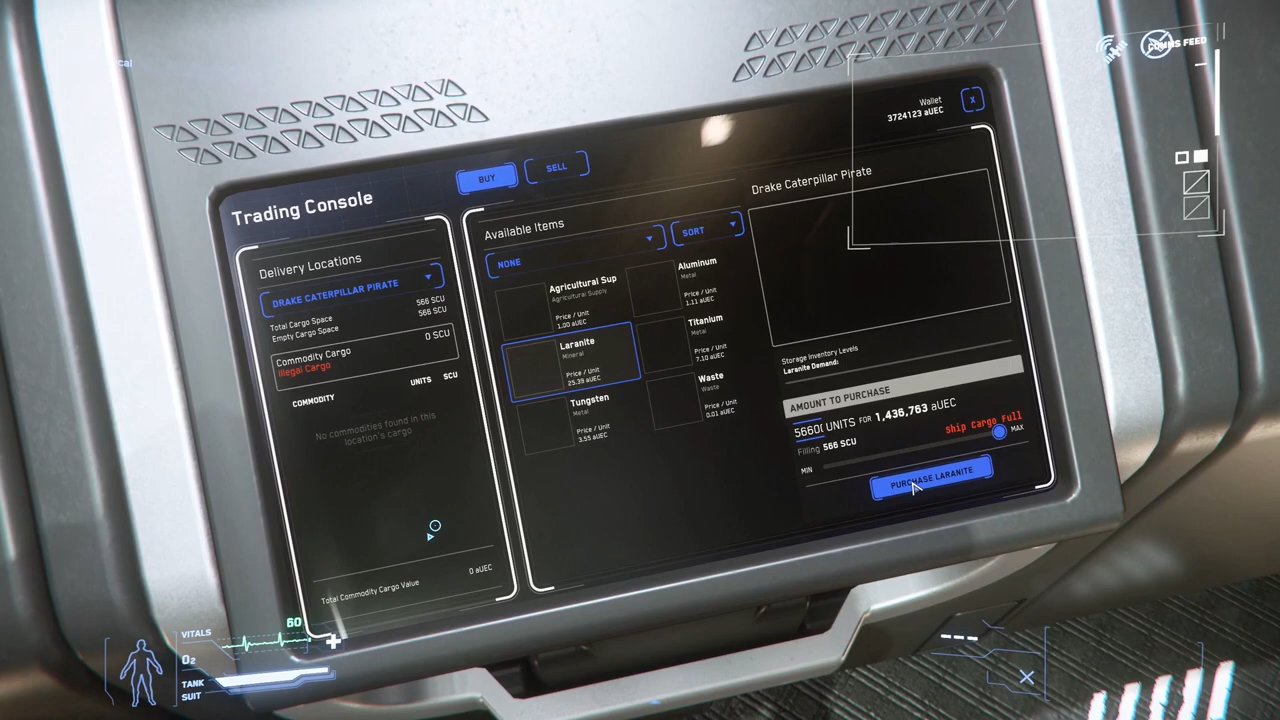 cal
COMMS FEED
Wallet
3724123 aUEC
X
BUY
SELL
Trading Console
Delivery Locations
DRAKE CATERPILLAR PIRATE
Total Cargo Space 566 SCU
Empty Cargo Space 566 SCU
Commodity Cargo 0 SCU
Illegal Cargo
COMMODITY UNITS SCU
No commodities found in this
location's cargo
Total Commodity Cargo Value 0 aUEC
Available Items
NONE
SORT
Agricultural Sup
Agricultural Supply
Price / Unit
1.00 aUEC
Aluminum
Metal
Price / Unit
1.11 aUEC
Laranite
Mineral
Price / Unit
25.39 aUEC
Titanium
Metal
Price / Unit
7.10 aUEC
Tungsten
Metal
Price / Unit
3.55 aUEC
Waste
Waste
Price / Unit
0.01 aUEC
Drake Caterpillar Pirate
Storage Inventory Levels
Laranite Demand:
AMOUNT TO PURCHASE
5660( UNITS FOR 1,436,763 aUEC
Ship Cargo Full
Filling 566 SCU
MIN
MAX
PURCHASE LARANITE
60
VITALS
O2
TANK
SUIT